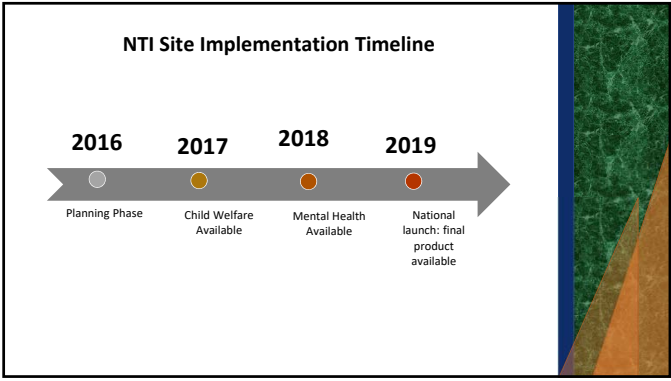 NTI Site Implementation Timeline
2016
2017
2018
2019
Planning Phase
Child Welfare
Available
Mental Health
Available
National
launch: final
product
available